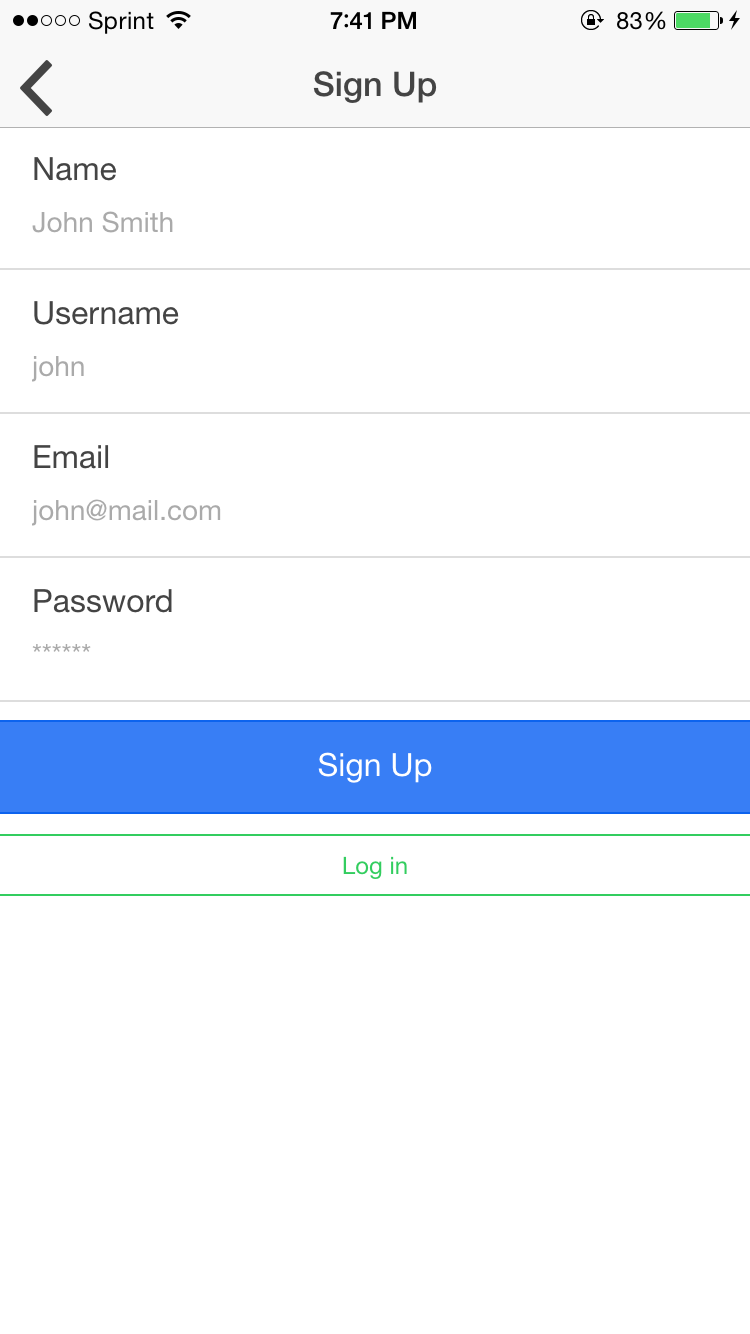 Sprint 7:41 PM 83%
Sign Up
Name
John Smith
Username
john
Email
john@mail.com
Password
******
Sign Up
Log in